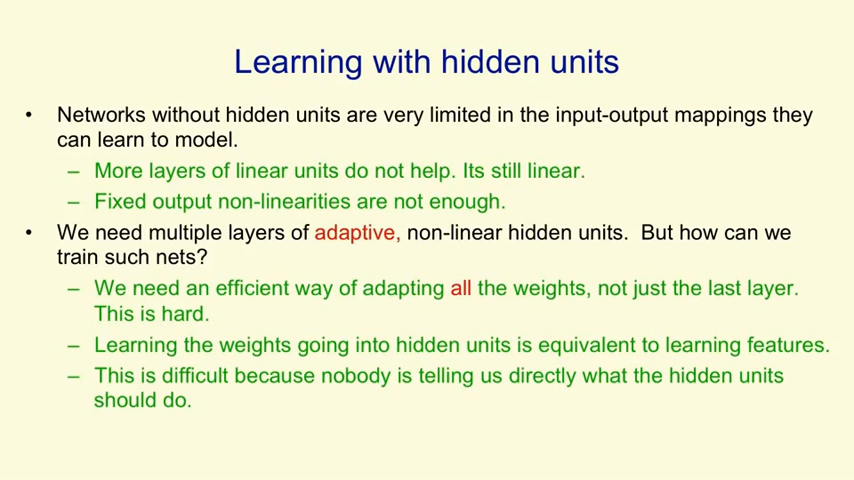 Learning with hidden units
• Networks without hidden units are very limited in the input-output mappings they
can learn to model.
– More layers of linear units do not help. Its still linear.
– Fixed output non-linearities are not enough.
• We need multiple layers of adaptive, non-linear hidden units. But how can we
train such nets?
– We need an efficient way of adapting all the weights, not just the last layer.
This is hard.
– Learning the weights going into hidden units is equivalent to learning features.
– This is difficult because nobody is telling us directly what the hidden units
should do.